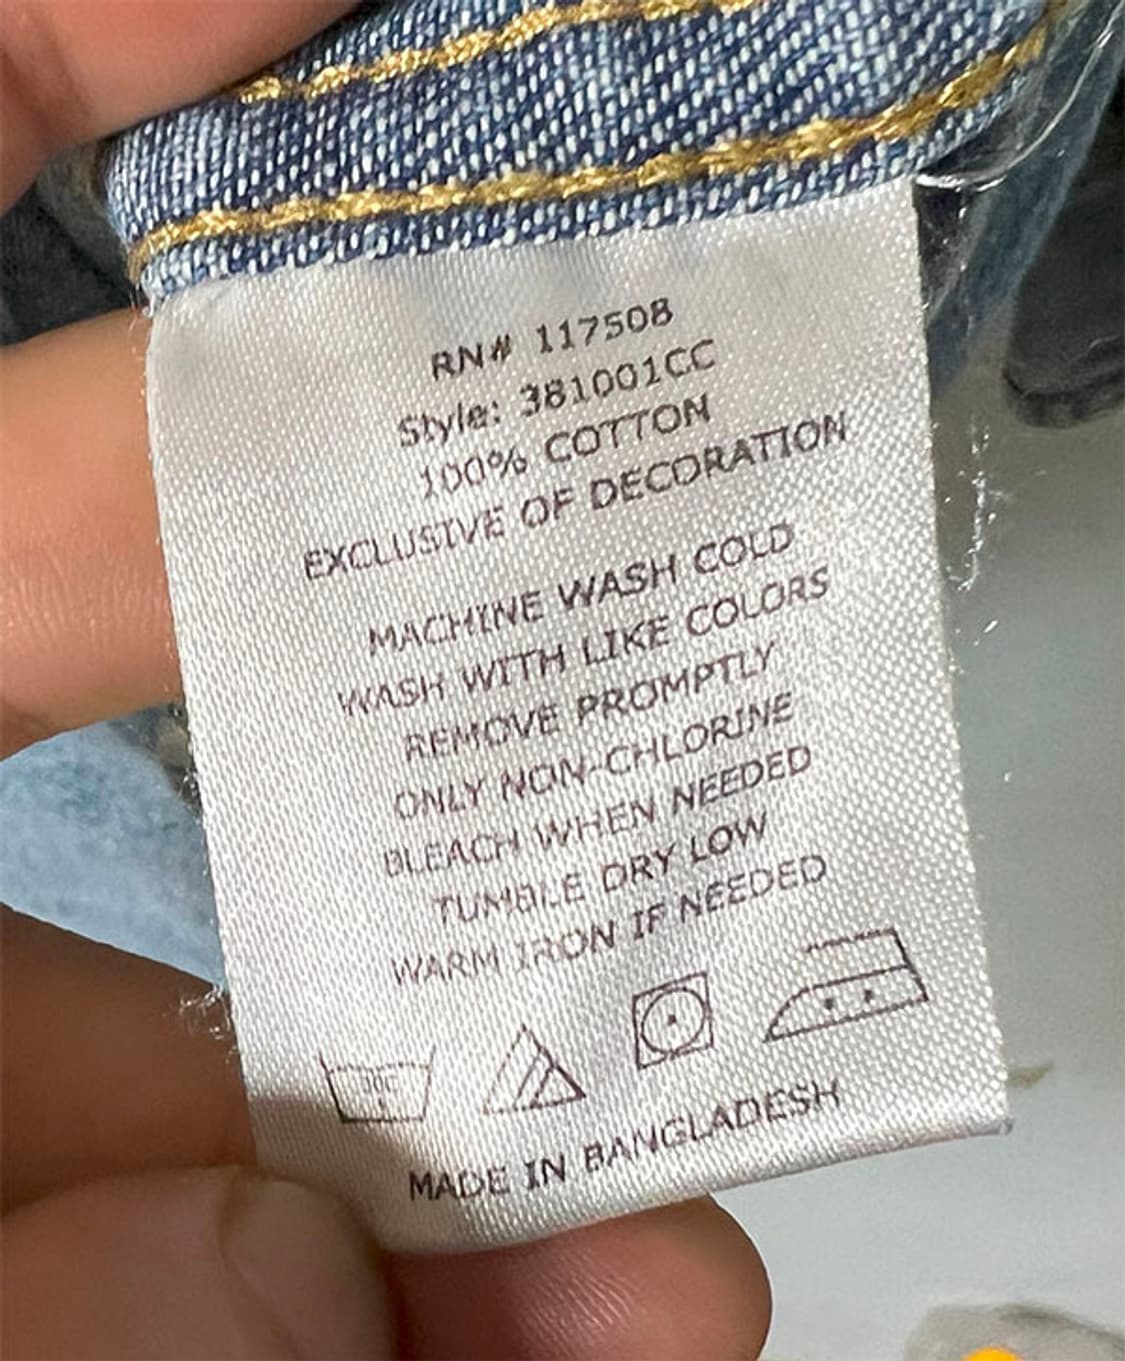 RN# 117508
Style: 381001CC
100% COTTON
EXCLUSIVE OF DECORATION
MACHINE WASH COLD
WASH WITH LIKE COLORS
REMOVE PROMPTLY
ONLY NON-CHLORINE
BLEACH WHEN NEEDED
TUMBLE DRY LOW
WARM IRON IF NEEDED
30C
MADE IN BANGLADESH